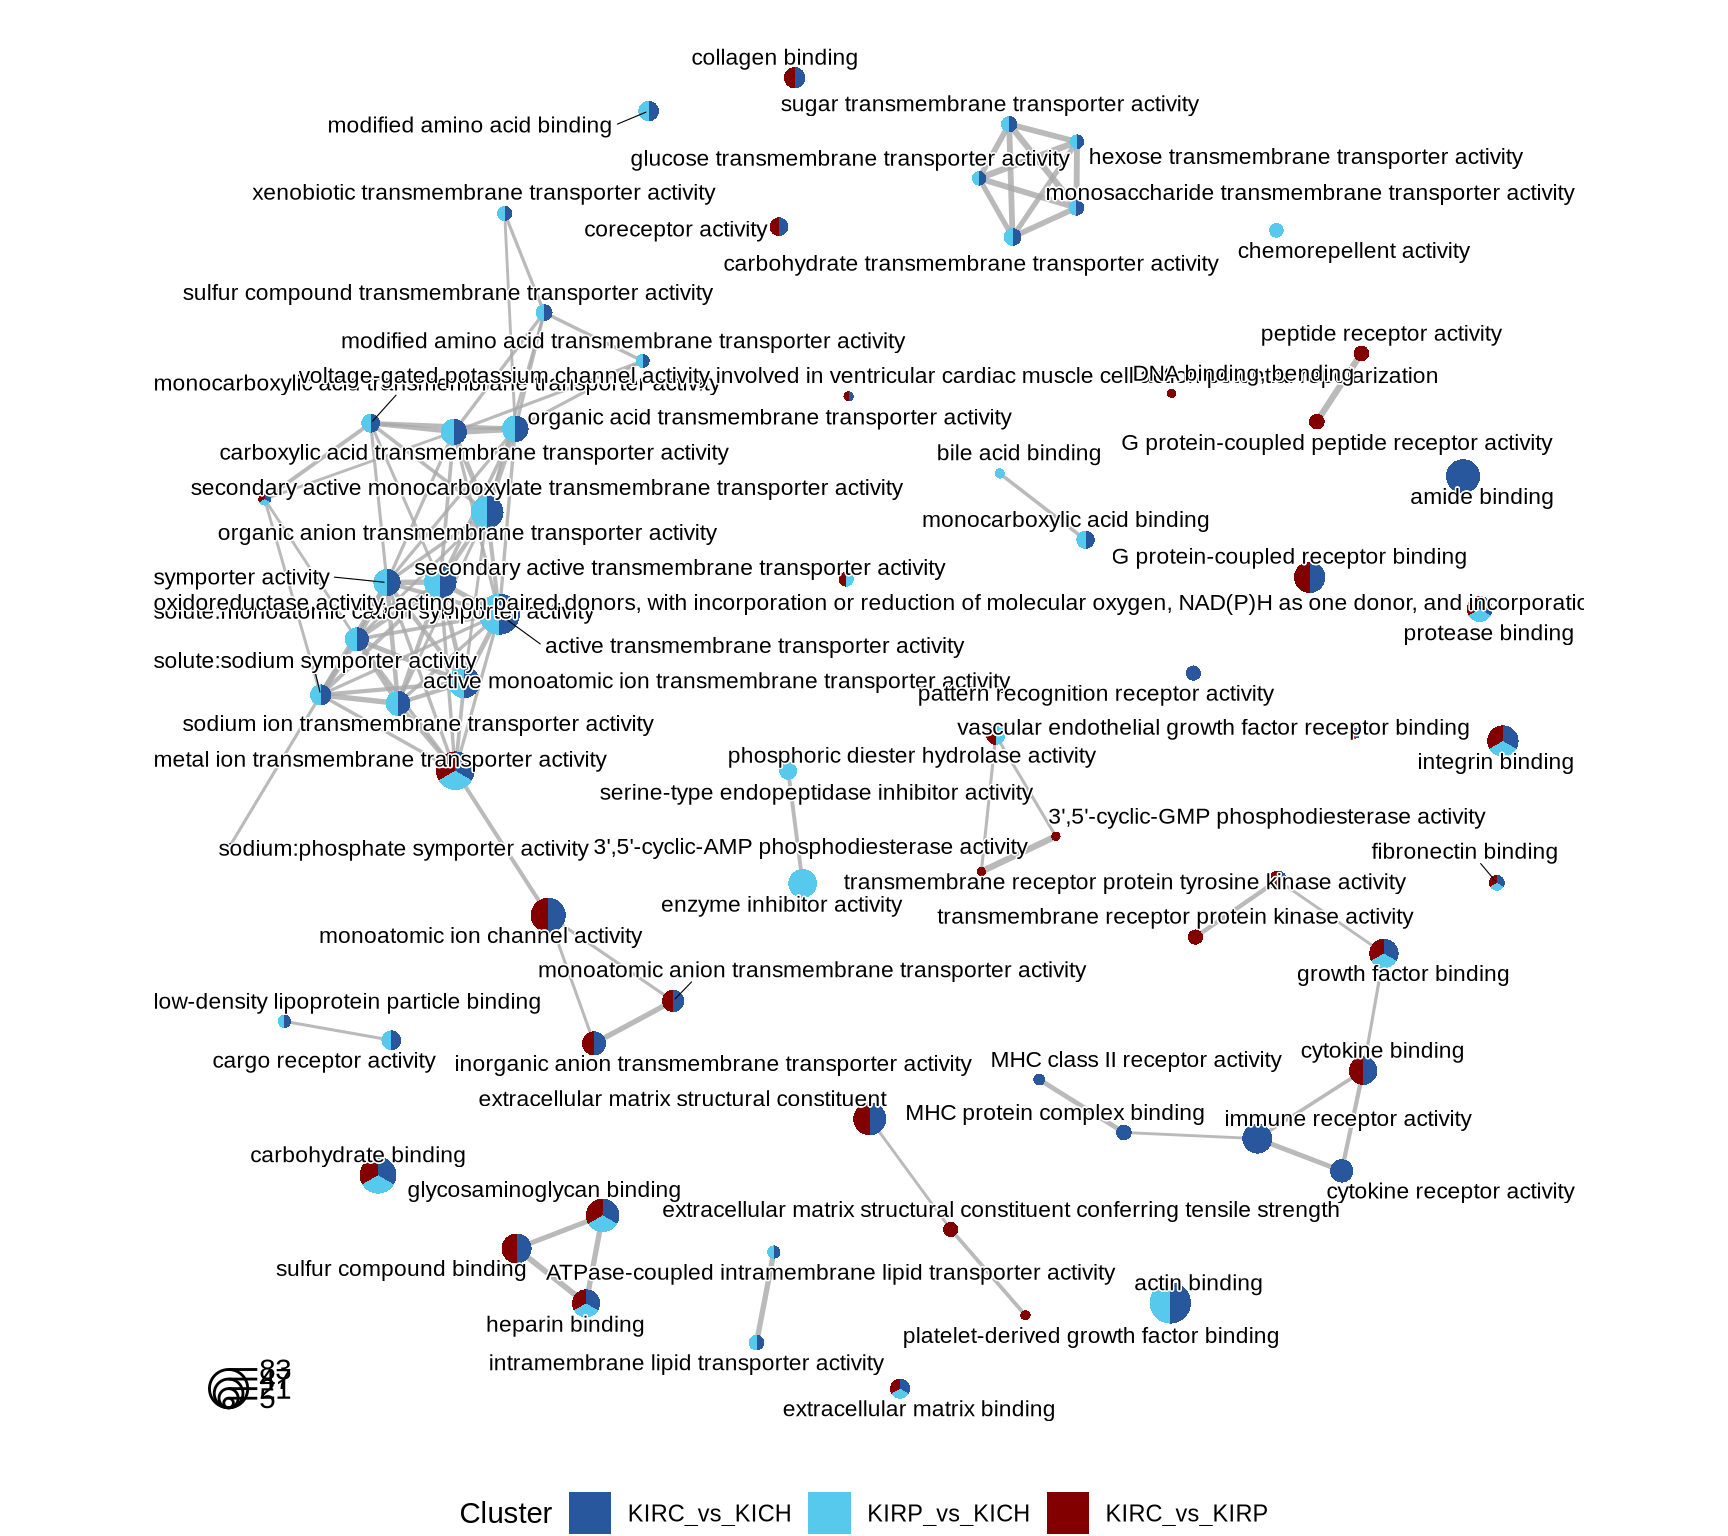 collagen binding
sugar transmembrane transporter activity
modified amino acid binding
glucose transmembrane transporter activity
hexose transmembrane transporter activity
xenobiotic transmembrane transporter activity
monosaccharide transmembrane transporter activity
coreceptor activity
chemorepellent activity
carbohydrate transmembrane transporter activity
sulfur compound transmembrane transporter activity
peptide receptor activity
modified amino acid transmembrane transporter activity
voltage-gated potassium channel activity involved in ventricular cardiac muscle cell action potential repolarization
DNA binding, bending
monocarboxylic acid transmembrane transporter activity
organic acid transmembrane transporter activity
G protein-coupled peptide receptor activity
carboxylic acid transmembrane transporter activity
bile acid binding
secondary active monocarboxylate transmembrane transporter activity
amide binding
monocarboxylic acid binding
organic anion transmembrane transporter activity
G protein-coupled receptor binding
secondary active transmembrane transporter activity
symporter activity
oxidoreductase activity, acting on paired donors, with incorporation or reduction of molecular oxygen, NAD(P)H as one donor, and incorporatic
solute:monoatomic cation symporter activity
protease binding
active transmembrane transporter activity
solute:sodium symporter activity
active monoatomic ion transmembrane transporter activity
pattern recognition receptor activity
sodium ion transmembrane transporter activity
vascular endothelial growth factor receptor binding
metal ion transmembrane transporter activity
phosphoric diester hydrolase activity
integrin binding
serine-type endopeptidase inhibitor activity
3',5'-cyclic-GMP phosphodiesterase activity
sodium:phosphate symporter activity
3',5'-cyclic-AMP phosphodiesterase activity
fibronectin binding
transmembrane receptor protein tyrosine kinase activity
enzyme inhibitor activity
transmembrane receptor protein kinase activity
monoatomic ion channel activity
monoatomic anion transmembrane transporter activity
growth factor binding
low-density lipoprotein particle binding
cargo receptor activity
inorganic anion transmembrane transporter activity
MHC class II receptor activity
cytokine binding
extracellular matrix structural constituent
MHC protein complex binding
immune receptor activity
carbohydrate binding
glycosaminoglycan binding
cytokine receptor activity
extracellular matrix structural constituent conferring tensile strength
sulfur compound binding
ATPase-coupled intramembrane lipid transporter activity
actin binding
heparin binding
platelet-derived growth factor binding
intramembrane lipid transporter activity
83
21
5
extracellular matrix binding
Cluster
KIRC_vs_KICH
KIRP_vs_KICH
KIRC_vs_KIRP